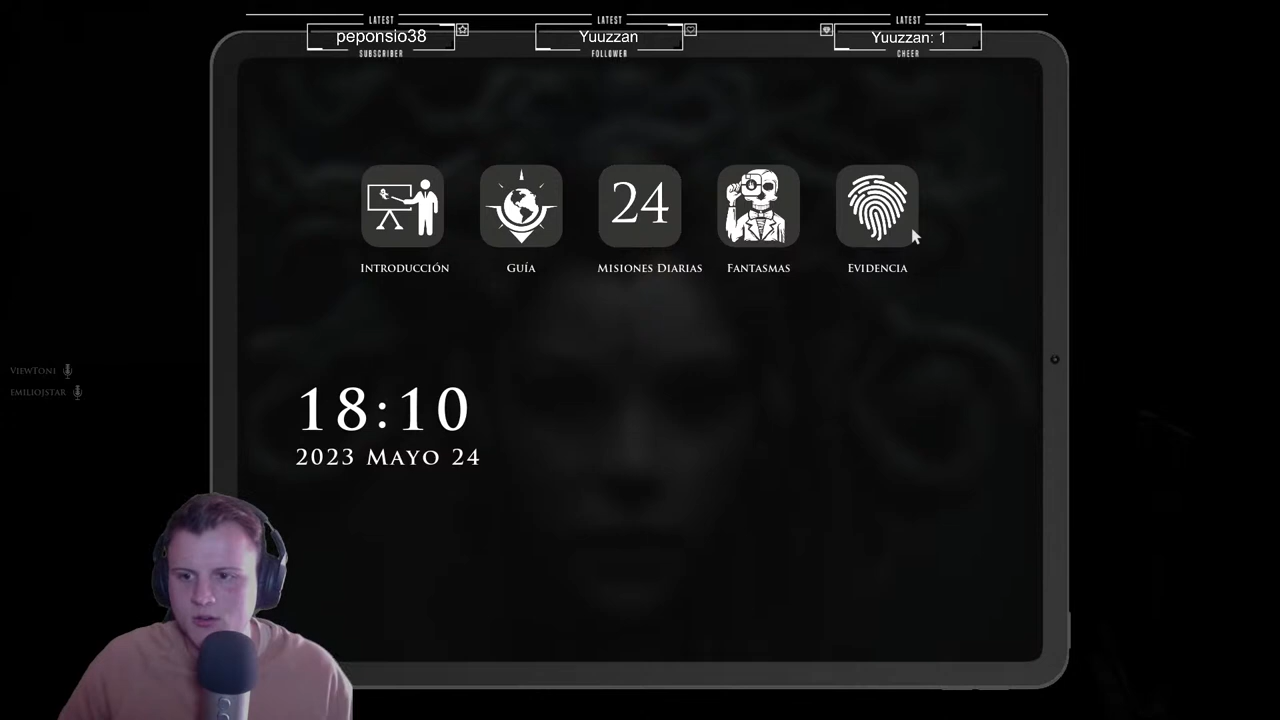 LATEST
peponsio38
SUBSCRIBER
LATEST
Yuuzzan
FOLLOWER
LATEST
Yuuzzan: 1
CHEER
24
Introducción
Guía
Misiones Diarias
Fantasmas
Evidencia
ViewToni
emiliojstar
18:10
2023 Mayo 24